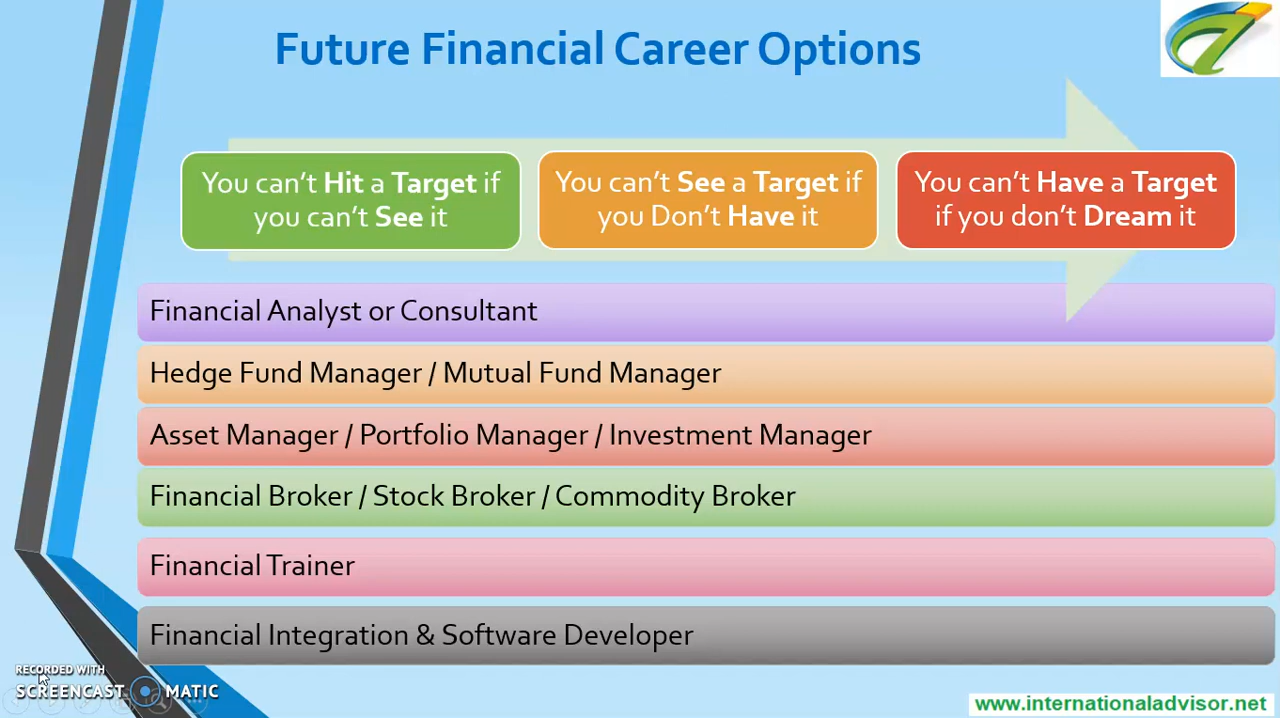 Future Financial Career Options
You can't Hit a Target if
you can't See it
You can't See a Target if
you Don't Have it
You can't Have a Target
if you don't Dream it
Financial Analyst or Consultant
Hedge Fund Manager / Mutual Fund Manager
Asset Manager / Portfolio Manager / Investment Manager
Financial Broker / Stock Broker / Commodity Broker
Financial Trainer
Financial Integration & Software Developer
RECORDED WITH
SCREENCAST MATIC
www.internationaladvisor.net